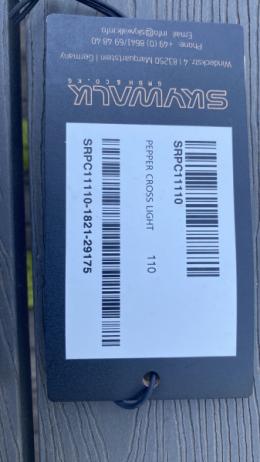 SKYWALK
GMBH & CO. KG
Windeckstr. 4 | 83250 Marquartstein | Germany
Phone: +49 (0) 8641/69 48 40
Email: info@skywalk.info
SRPC11110
PEPPER CROSS LIGHT 110
SRPC11110-1821-29175